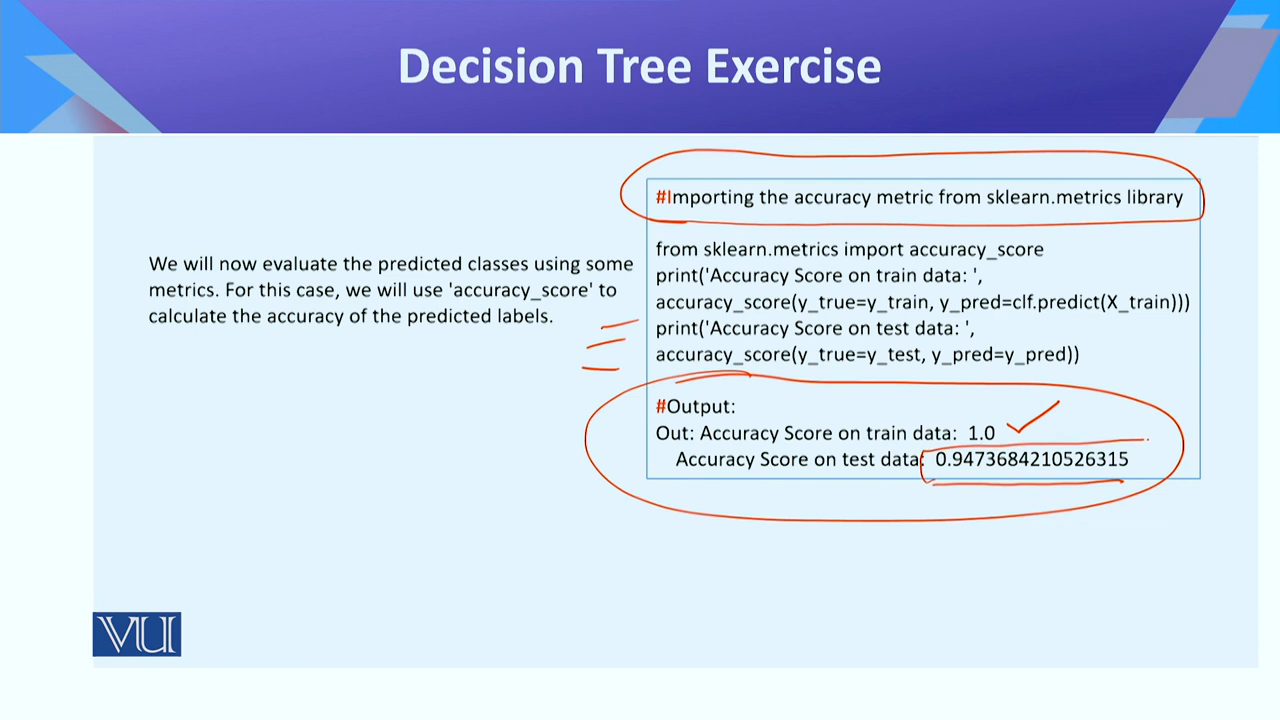 Decision Tree Exercise
We will now evaluate the predicted classes using some
metrics. For this case, we will use 'accuracy_score' to
calculate the accuracy of the predicted labels.
#Importing the accuracy metric from sklearn.metrics library
from sklearn.metrics import accuracy_score
print('Accuracy Score on train data: ',
accuracy_score(y_true=y_train, y_pred=clf.predict(X_train)))
print('Accuracy Score on test data: ',
accuracy_score(y_true=y_test, y_pred=y_pred))
#Output:
Out: Accuracy Score on train data: 1.0
Accuracy Score on test data: 0.9473684210526315
VU